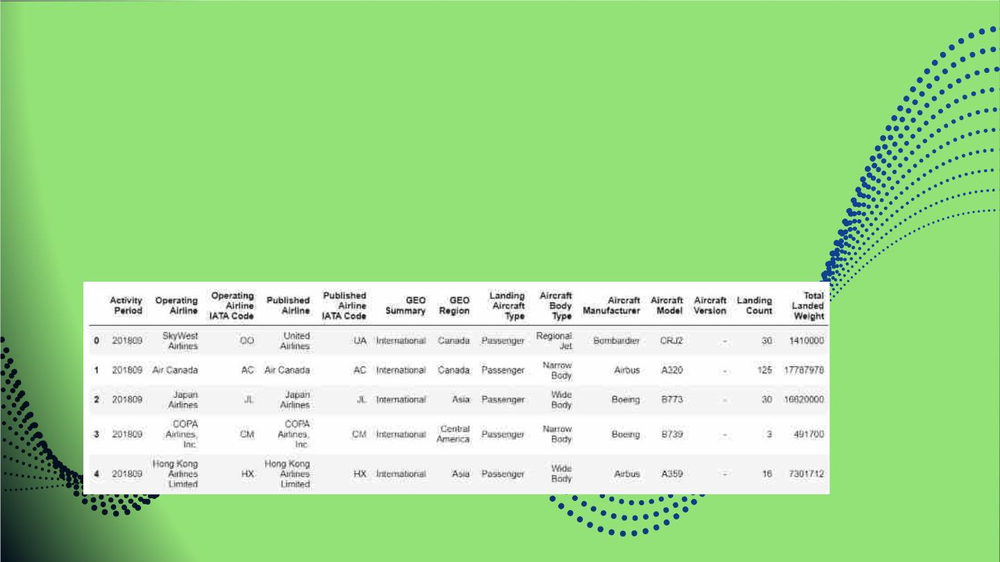 Activity Period Operating Airline Operating Airline IATA Code Published Airline Published Airline IATA Code GEO Summary GEO Region Landing Aircraft Type Aircraft Body Type Aircraft Manufacturer Aircraft Model Aircraft Version Landing Count Total Landed Weight
0 201809 SkyWest Airlines OO United Airlines UA International Canada Passenger Regional Jet Bombardier CRJ2 - 30 1410000
1 201809 Air Canada AC Air Canada AC International Canada Passenger Narrow Body Airbus A320 - 125 17787978
2 201809 Japan Airlines JL Japan Airlines JL International Asia Passenger Wide Body Boeing B773 - 30 16620000
3 201809 COPA Airlines, Inc. CM COPA Airlines, Inc. CM International Central America Passenger Narrow Body Boeing B739 - 3 491700
4 201809 Hong Kong Airlines Limited HX Hong Kong Airlines Limited HX International Asia Passenger Wide Body Airbus A359 - 16 7301712